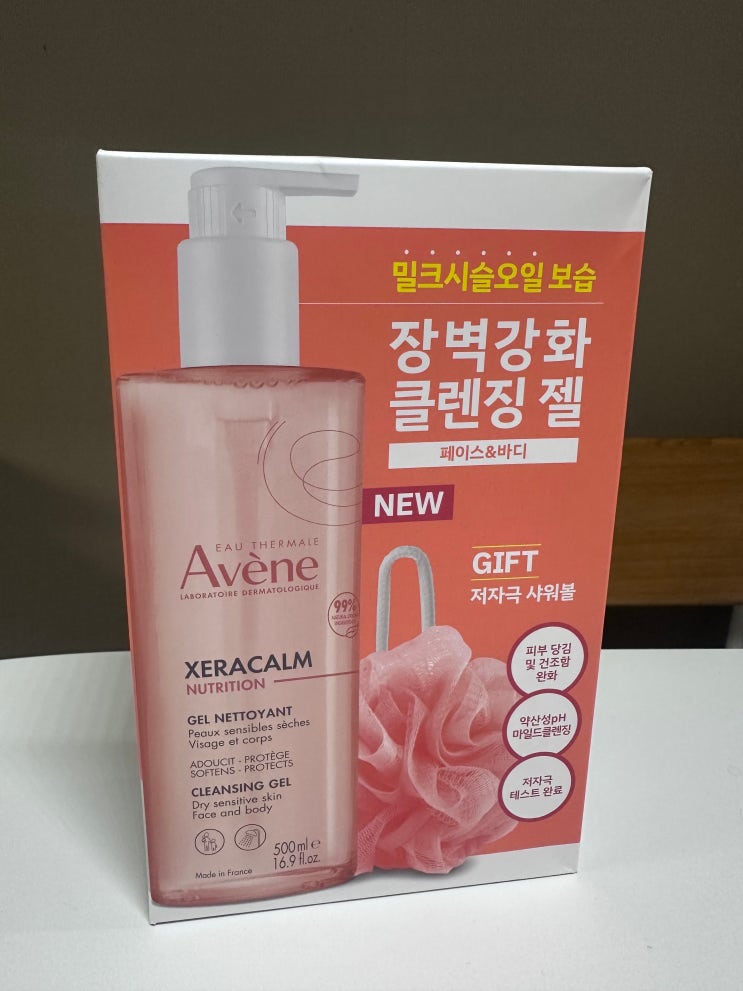 밀크시슬오일 보습
장벽강화
클렌징 젤
페이스&바디
NEW
GIFT
저자극 샤워볼
피부 당김
및 건조함
완화
약산성pH
마일드클렌징
저자극
테스트 완료
EAU THERMALE
Avène
LABORATOIRE DERMATOLOGIQUE
99%
XERACALM
NUTRITION
GEL NETTOYANT
Peaux sensibles sèches
Visage et corps
ADOUCIT - PROTÈGE
SOFTENS - PROTECTS
CLEANSING GEL
Dry sensitive skin
Face and body
500 ml e
16.9 fl.oz.
Made in France